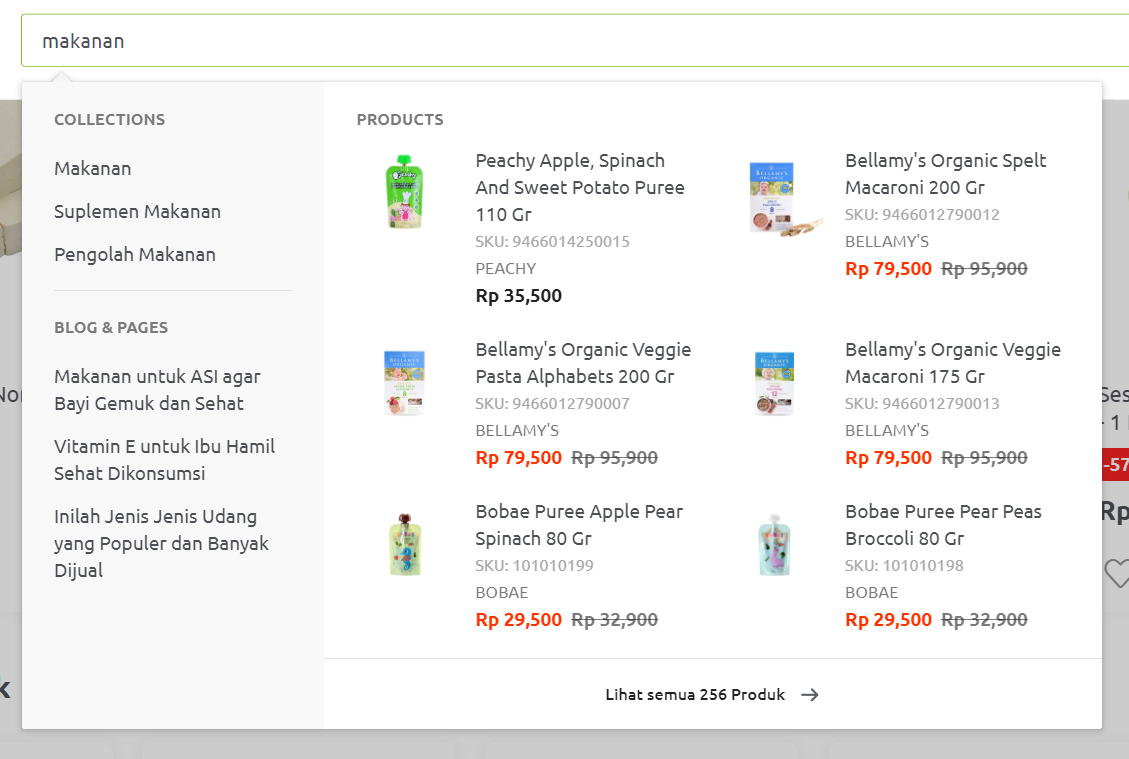 makanan
COLLECTIONS
Makanan
Suplemen Makanan
Pengolah Makanan
BLOG & PAGES
Makanan untuk ASI agar
Bayi Gemuk dan Sehat
Vitamin E untuk Ibu Hamil
Sehat Dikonsumsi
Inilah Jenis Jenis Udang
yang Populer dan Banyak
Dijual
PRODUCTS
Peachy Apple, Spinach
And Sweet Potato Puree
110 Gr
SKU: 9466014250015
PEACHY
Rp 35,500
Bellamy's Organic Spelt
Macaroni 200 Gr
SKU: 9466012790012
BELLAMY'S
Rp 79,500 Rp 95,900
Bellamy's Organic Veggie
Pasta Alphabets 200 Gr
SKU: 9466012790007
BELLAMY'S
Rp 79,500 Rp 95,900
Bellamy's Organic Veggie
Macaroni 175 Gr
SKU: 9466012790013
BELLAMY'S
Rp 79,500 Rp 95,900
Bobae Puree Apple Pear
Spinach 80 Gr
SKU: 101010199
BOBAE
Rp 29,500 Rp 32,900
Bobae Puree Pear Peas
Broccoli 80 Gr
SKU: 101010198
BOBAE
Rp 29,500 Rp 32,900
Lihat semua 256 Produk
-57
Rp